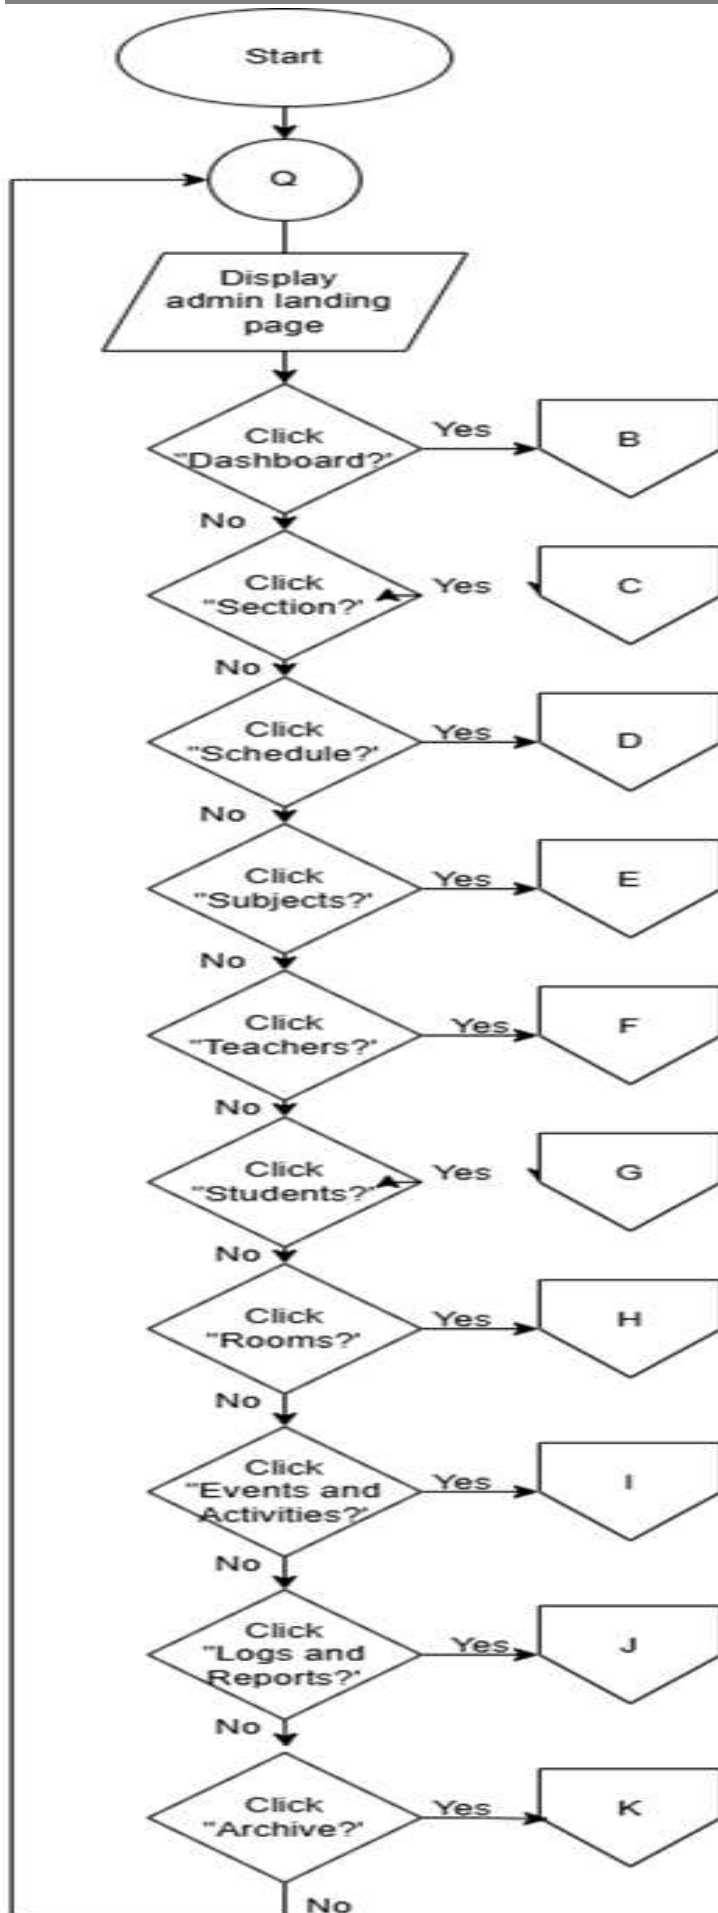 Start
Q
Display
admin landing
page
Click
"Dashboard?"
Yes
B
No
Click
"Section?"
Yes
C
No
Click
"Schedule?"
Yes
D
No
Click
"Subjects?"
Yes
E
No
Click
"Teachers?"
Yes
F
No
Click
"Students?"
Yes
G
No
Click
"Rooms?"
Yes
H
No
Click
"Events and
Activities?"
Yes
I
No
Click
"Logs and
Reports?"
Yes
J
No
Click
"Archive?"
Yes
K
No